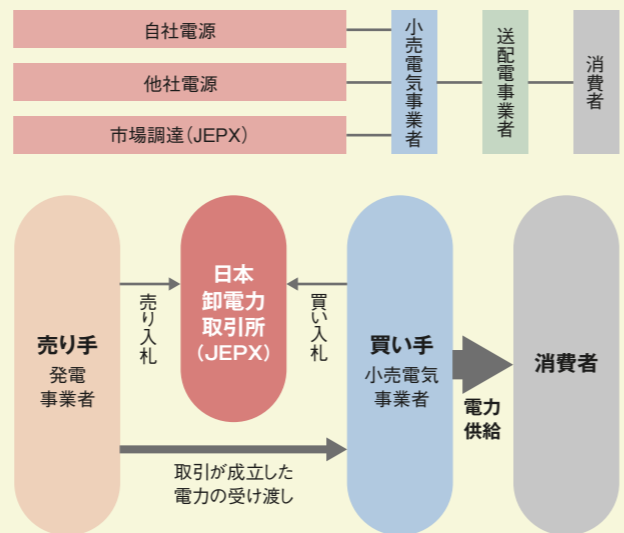 自社電源
他社電源
市場調達(JEPX)
小売電気事業者
送配電事業者
消費者
売り手
発電
事業者
売り入札
日本
卸電力
取引所
(JEPX)
買い入札
買い手
小売電気
事業者
電力
供給
消費者
取引が成立した
電力の受け渡し